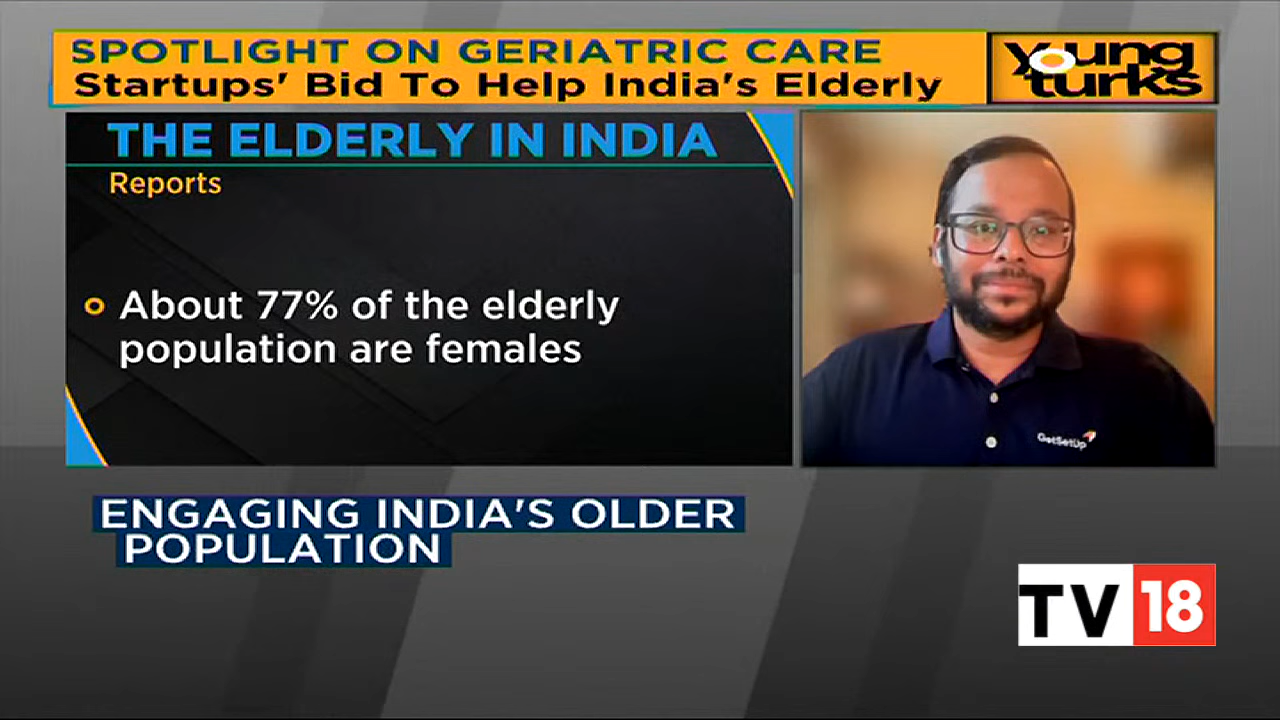 SPOTLIGHT ON GERIATRIC CARE
Startups' Bid To Help India's Elderly
young
turks
THE ELDERLY IN INDIA
Reports
About 77% of the elderly
population are females
GetSetUp
ENGAGING INDIA'S OLDER
POPULATION
TV18